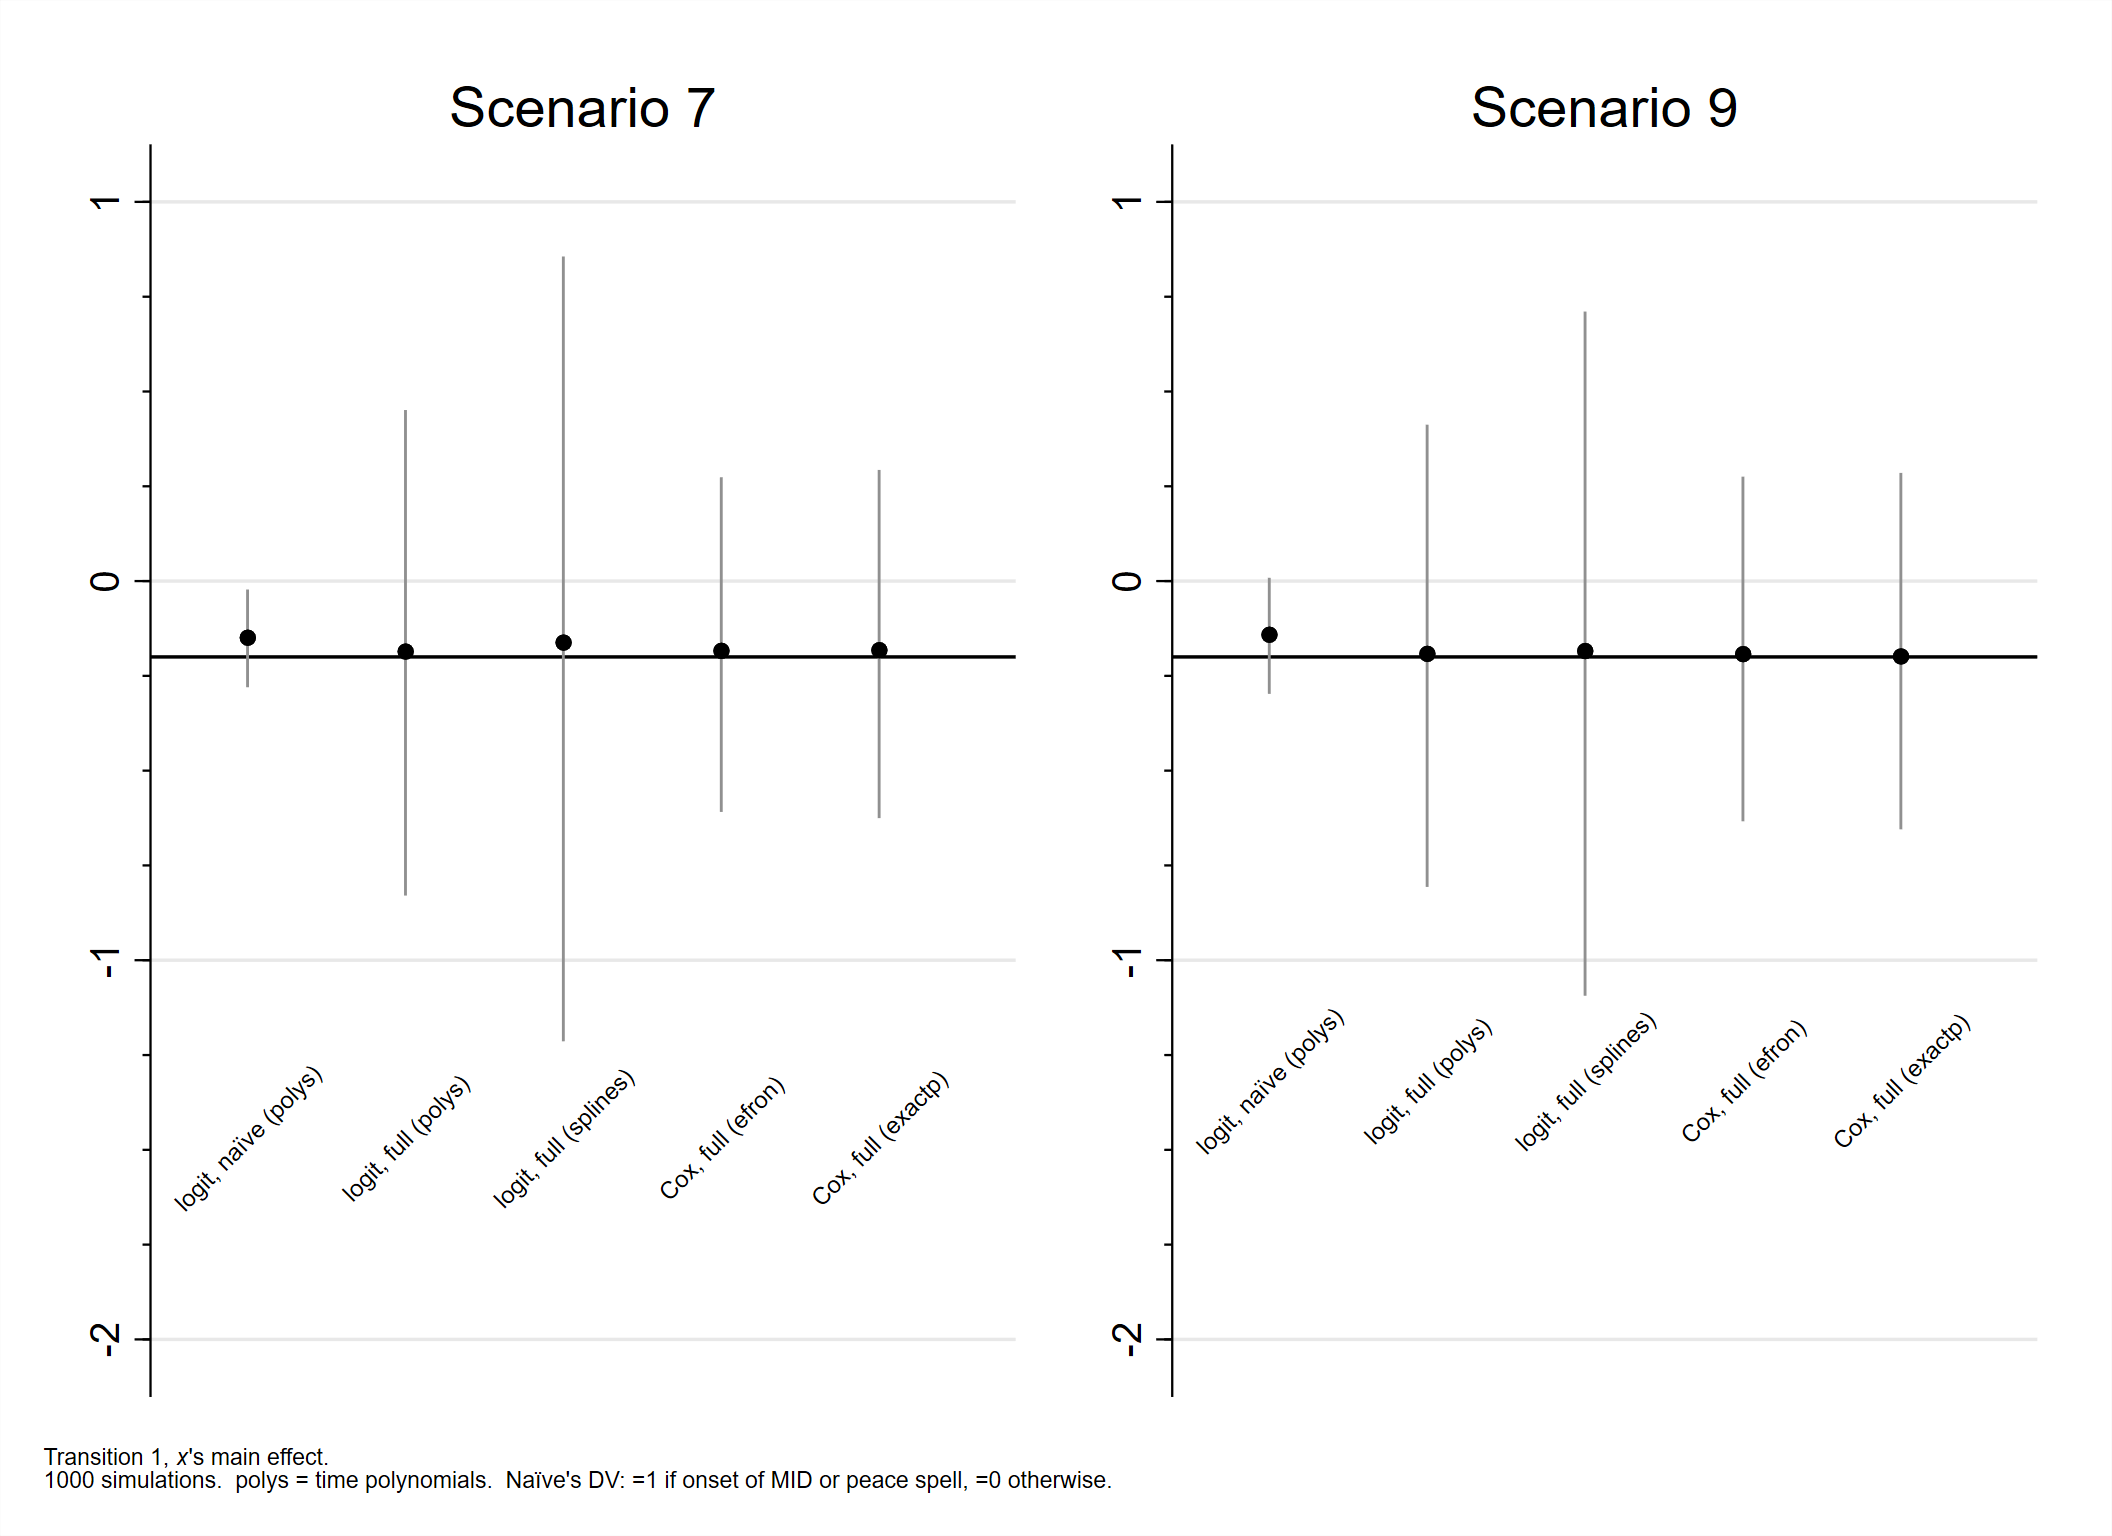 Scenario 7
1
0
-1
-2
logit, naïve (polys)
logit, full (polys)
logit, full (splines)
Cox, full (efron)
Cox, full (exactp)
Scenario 9
1
0
-1
-2
logit, naïve (polys)
logit, full (polys)
logit, full (splines)
Cox, full (efron)
Cox, full (exactp)
Transition 1, x's main effect.
1000 simulations.  polys = time polynomials.  Naïve's DV: =1 if onset of MID or peace spell, =0 otherwise.